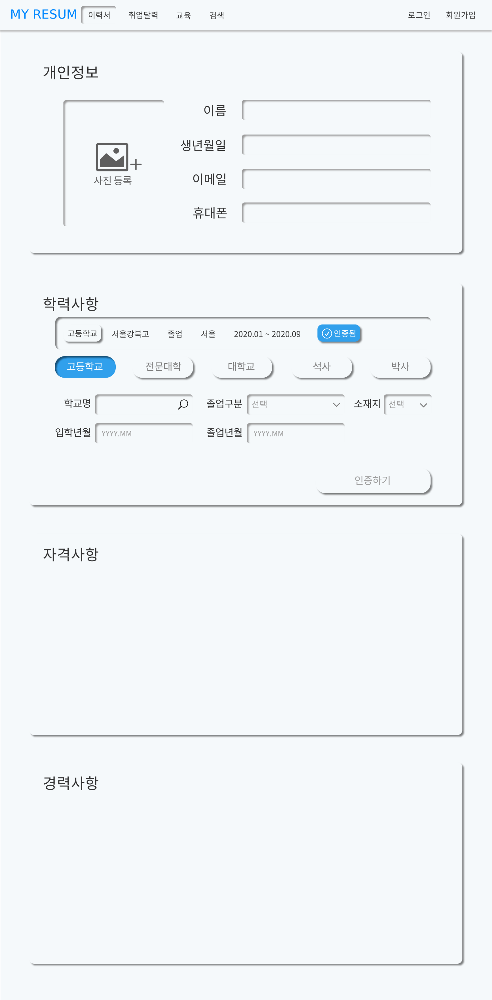 MY RESUM 이력서 취업달력 교육 검색 로그인 회원가입
개인정보
이름
생년월일
이메일
사진 등록
휴대폰
학력사항
고등학교 서울강북고 졸업 서울 2020.01 ~ 2020.09 인증됨
고등학교 전문대학 대학교 석사 박사
학교명 졸업구분 선택 소재지 선택
입학년월 YYYY.MM 졸업년월 YYYY.MM
인증하기
자격사항
경력사항